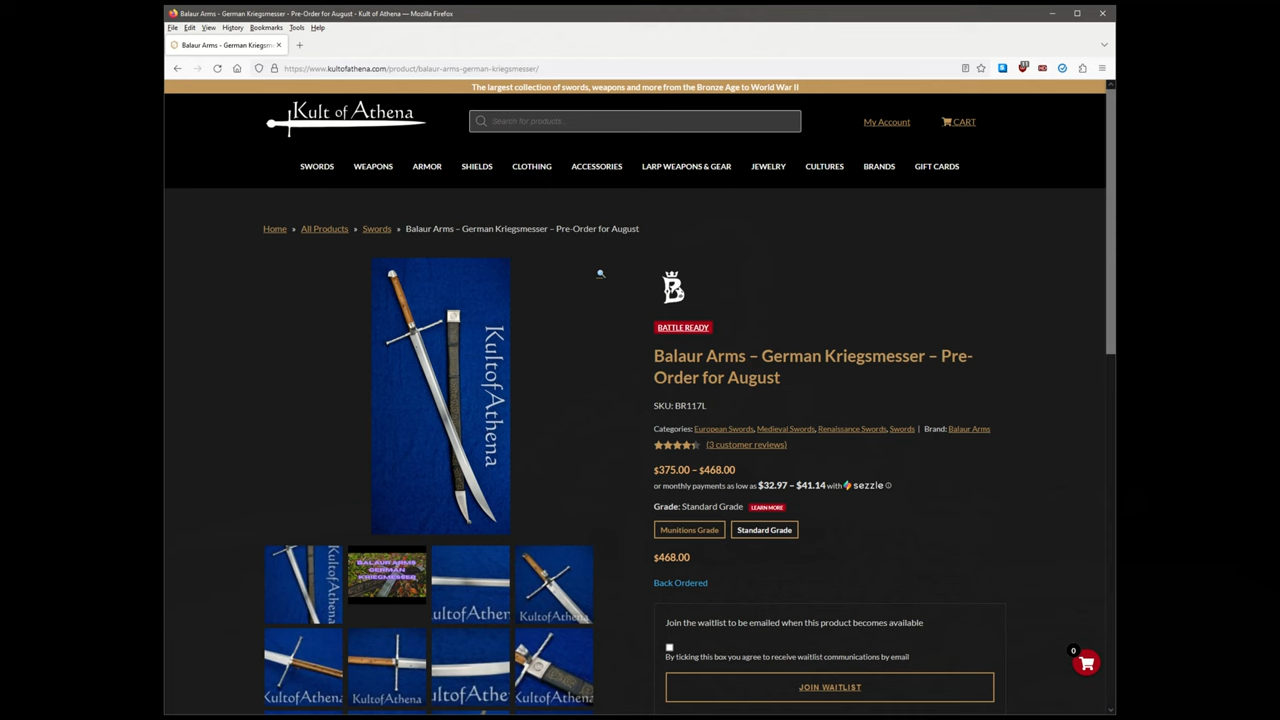 Balaur Arms - German Kriegsmesser - Pre-Order for August - Kult of Athena — Mozilla Firefox
File Edit View History Bookmarks Tools Help
Balaur Arms – German Kriegsm
https://www.kultofathena.com/product/balaur-arms-german-kriegsmesser/
The largest collection of swords, weapons and more from the Bronze Age to World War II
Kult of Athena
Search for products...
My Account
CART
SWORDS WEAPONS ARMOR SHIELDS CLOTHING ACCESSORIES LARP WEAPONS & GEAR JEWELRY CULTURES BRANDS GIFT CARDS
Home » All Products » Swords » Balaur Arms – German Kriegsmesser – Pre-Order for August
KultofAthena
B
BATTLE READY
Balaur Arms – German Kriegsmesser – Pre-
Order for August
SKU: BR117L
Categories: European Swords, Medieval Swords, Renaissance Swords, Swords | Brand: Balaur Arms
(3 customer reviews)
$375.00 – $468.00
or monthly payments as low as $32.97 – $41.14 with sezzle
Grade: Standard Grade LEARN MORE
Munitions Grade Standard Grade
$468.00
Back Ordered
Join the waitlist to be emailed when this product becomes available
By ticking this box you agree to receive waitlist communications by email
JOIN WAITLIST
0
BALAUR ARMS
GERMAN
KRIEGMESSER
KultofAthena